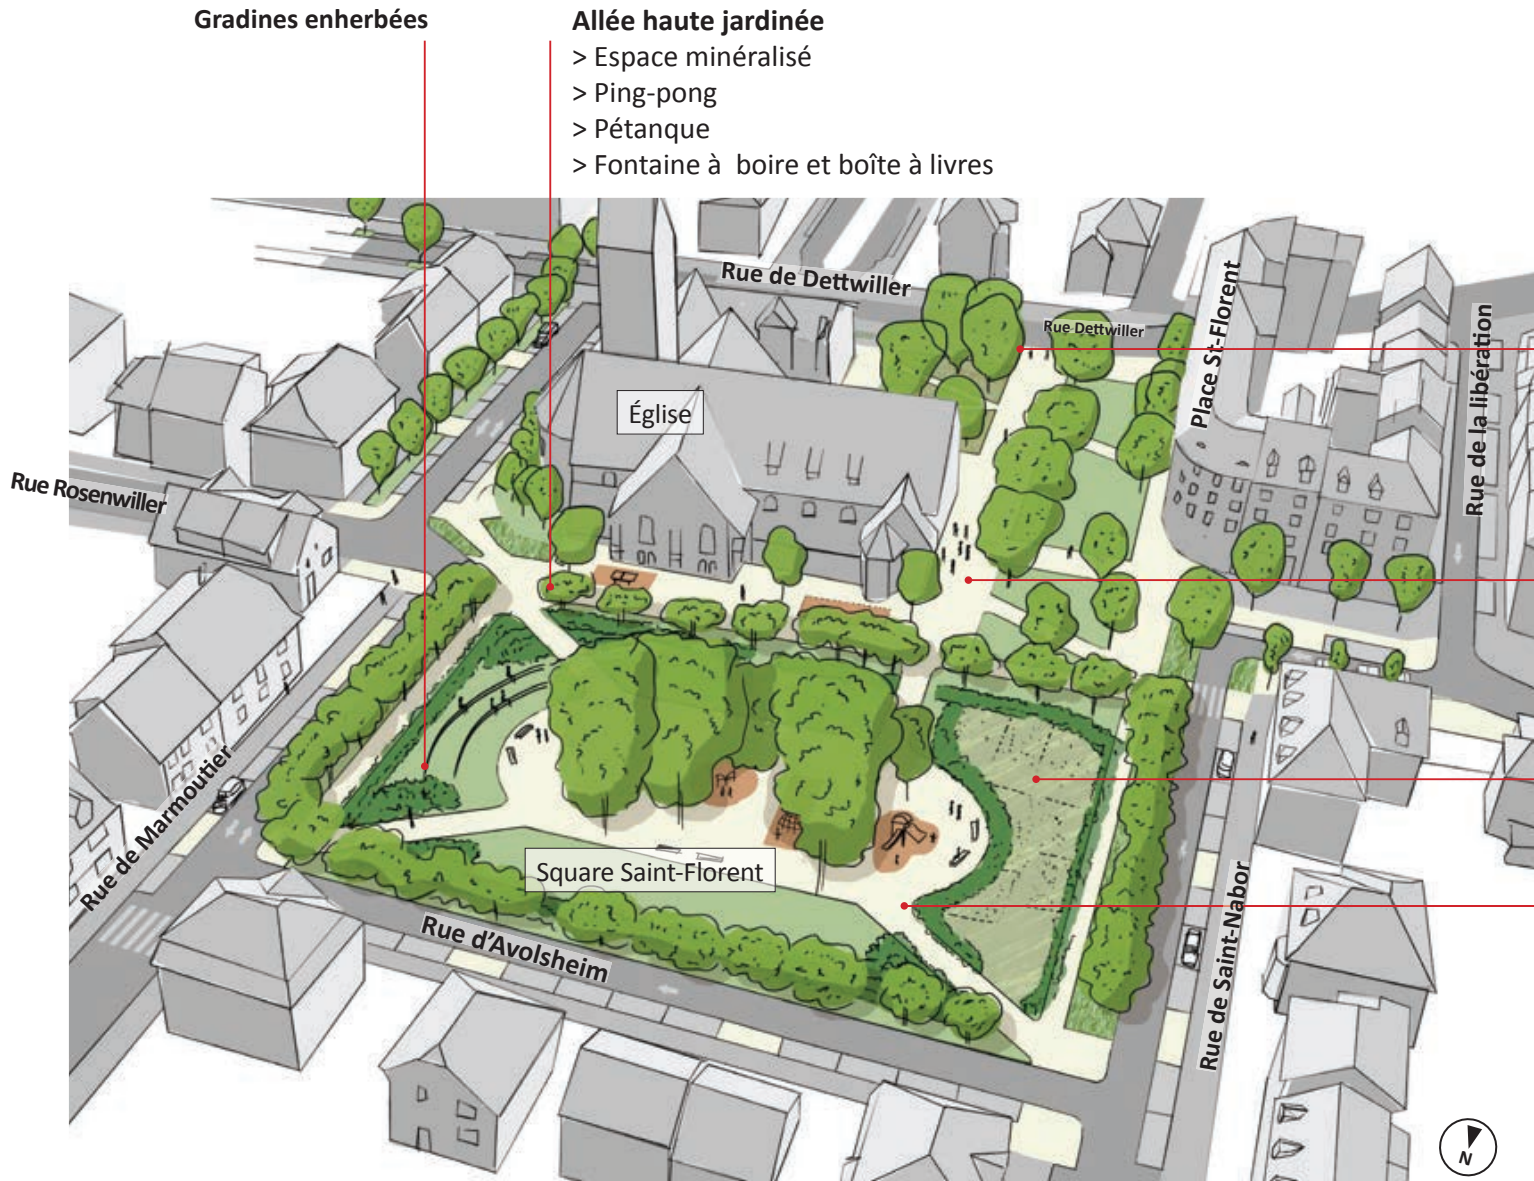 Gradines enherbées
Allée haute jardinée
> Espace minéralisé
> Ping-pong
> Pétanque
> Fontaine à boire et boîte à livres
Rue de Dettwiller
Rue Dettwiller
Place St-Florent
Rue de la libération
Église
Rue Rosenwiller
Rue de Marmoutier
Square Saint-Florent
Rue d'Avolsheim
Rue de Saint-Nabor
N